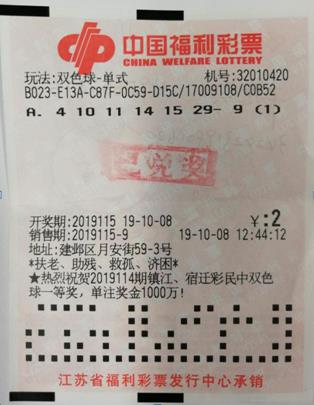 中国福利彩票
CHINA WELFARE LOTTERY
玩法:双色球-单式 机号:32010420
B023-E13A-C87F-0C59-D15C/17009108/C0B52
A. 4 10 11 14 15 29- 9 (1)
已兑奖
开奖期:2019115 19-10-08 ¥:2
销售期:2019115-9 19-10-08 12:44:12
地址:建邺区月安街59-3号
*扶老、助残、救孤、济困*
★热烈祝贺2019114期镇江、宿迁彩民中双色
球一等奖,单注奖金1000万!
江苏省福利彩票发行中心承销